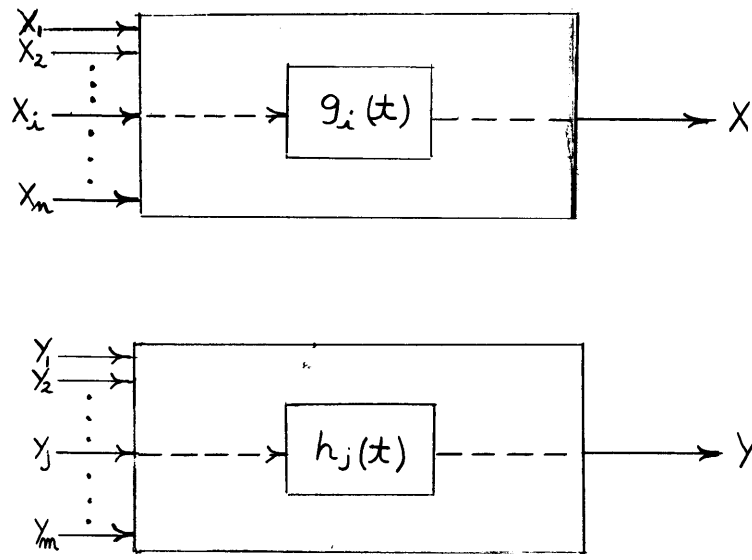 X₁
X₂
Xᵢ gᵢ(t) X
Xₙ
Y₁
Y₂
Yⱼ hⱼ(t) Y
Yₘ